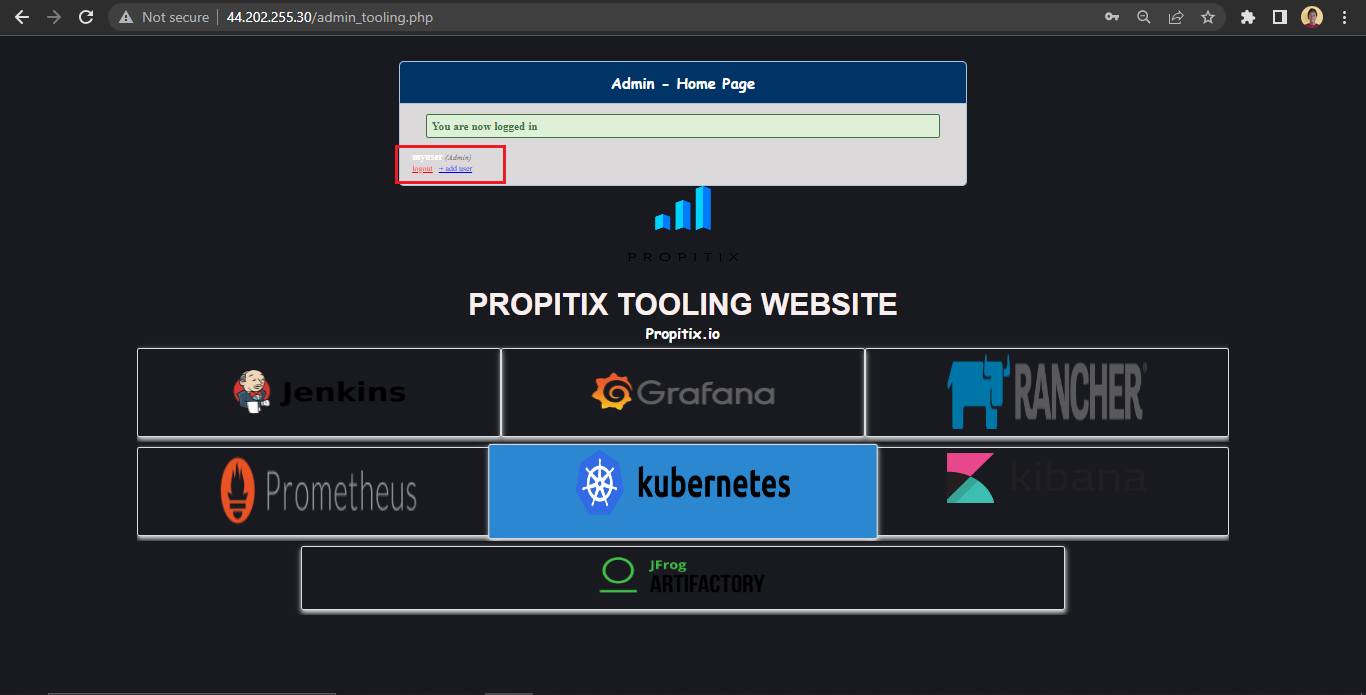 Not secure | 44.202.255.30/admin_tooling.php
Admin - Home Page
You are now logged in
myuser (Admin)
logout + add user
PROPITIX
PROPITIX TOOLING WEBSITE
Propitix.io
Jenkins Grafana RANCHER®
Prometheus kubernetes kibana
JFrog
ARTIFACTORY